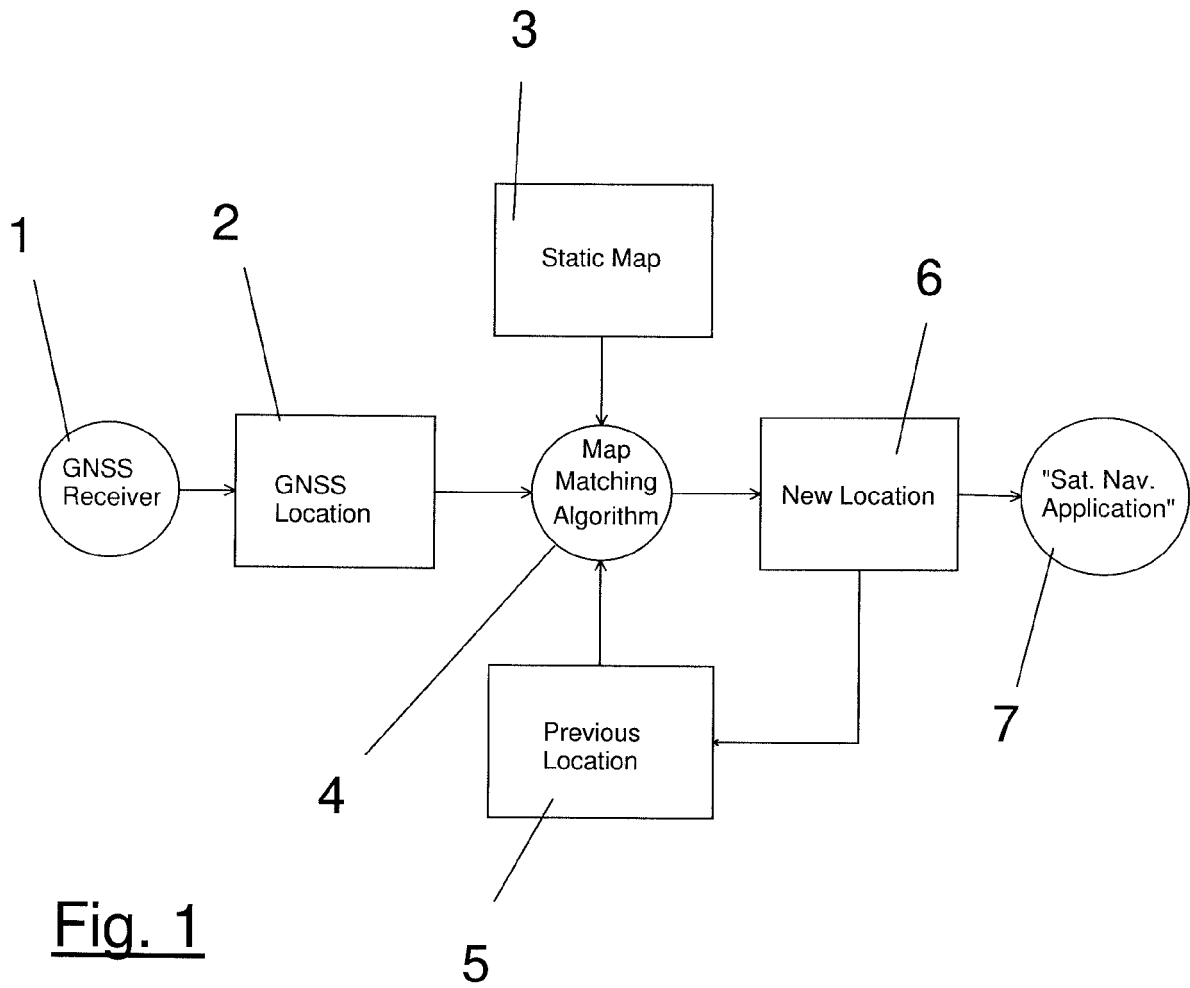 3
1
2
6
Static Map
GNSS
Receiver
GNSS
Location
Map
Matching
Algorithm
New Location
"Sat. Nav.
Application"
4
Previous
Location
7
5
Fig. 1